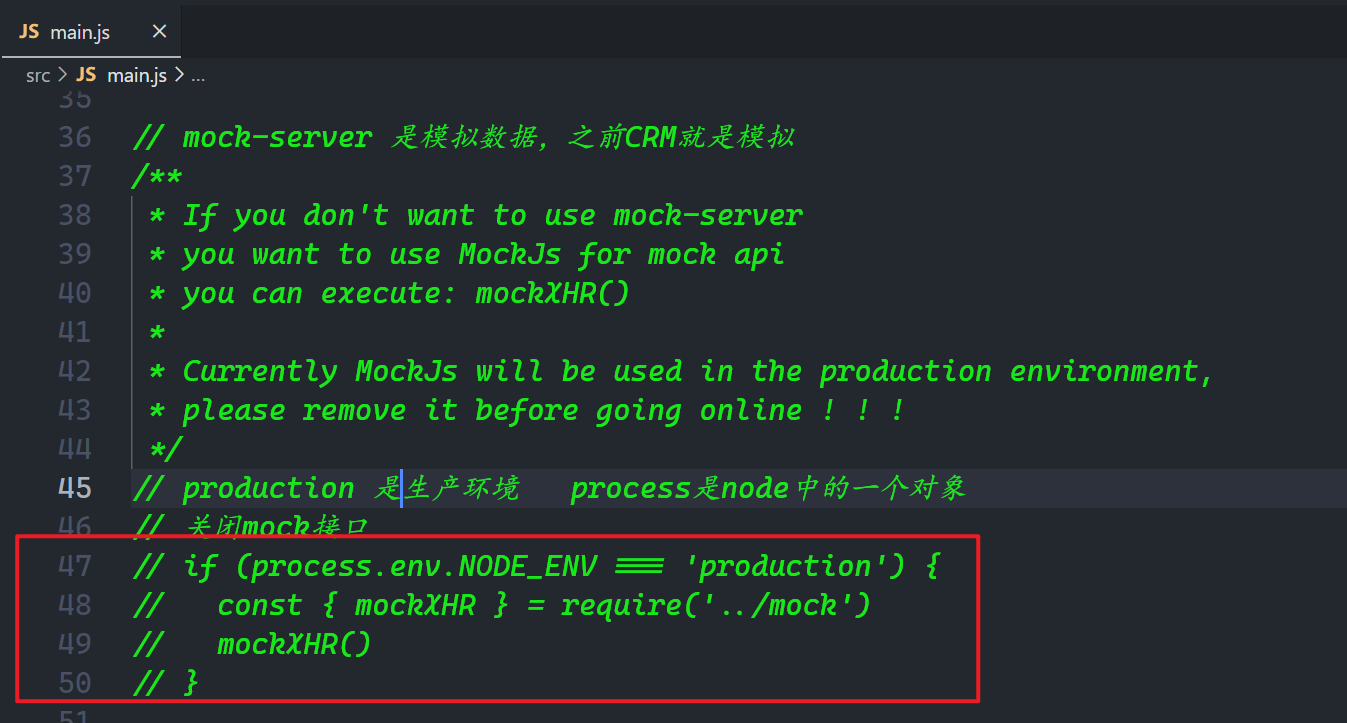 JS main.js ×
src > JS main.js > ...
35
36 // mock-server 是模拟数据, 之前CRM就是模拟
37 /**
38 * If you don't want to use mock-server
39 * you want to use MockJs for mock api
40 * you can execute: mockXHR()
41 *
42 * Currently MockJs will be used in the production environment,
43 * please remove it before going online ! ! !
44 */
45 // production 是生产环境 process是node中的一个对象
46 // 关闭mock接口
47 // if (process.env.NODE_ENV === 'production') {
48 // const { mockXHR } = require('../mock')
49 // mockXHR()
50 // }
51